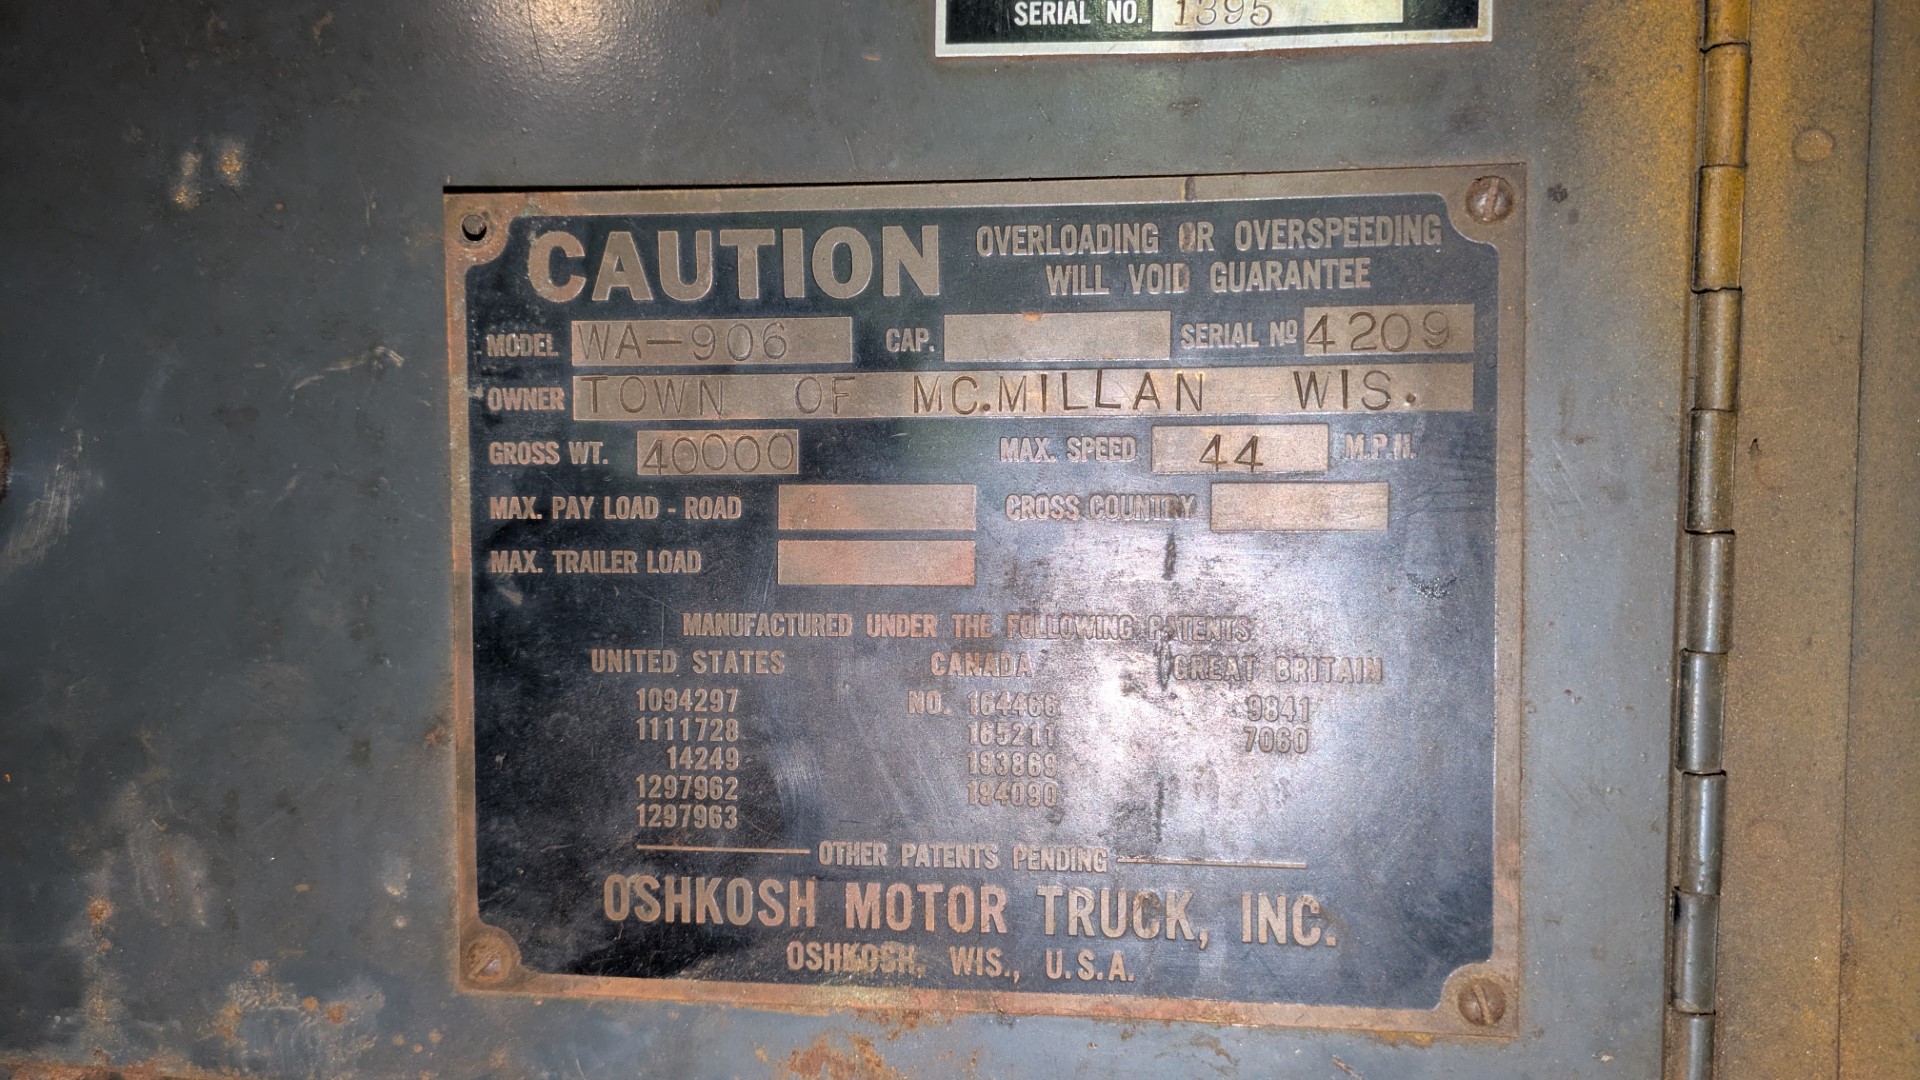 SERIAL NO. 1395
CAUTION OVERLOADING OR OVERSPEEDING
WILL VOID GUARANTEE
MODEL WA-906 CAP. SERIAL Nº 4209
OWNER TOWN OF MC.MILLAN WIS.
GROSS WT. 40000 MAX. SPEED 44 M.P.H.
MAX. PAY LOAD - ROAD CROSS COUNTRY
MAX. TRAILER LOAD
MANUFACTURED UNDER THE FOLLOWING PATENTS
UNITED STATES CANADA GREAT BRITAIN
1094297 NO. 164466 9841
1111728 165211 7060
14249 193869
1297962 194090
1297963
OTHER PATENTS PENDING
OSHKOSH MOTOR TRUCK, INC.
OSHKOSH, WIS., U.S.A.